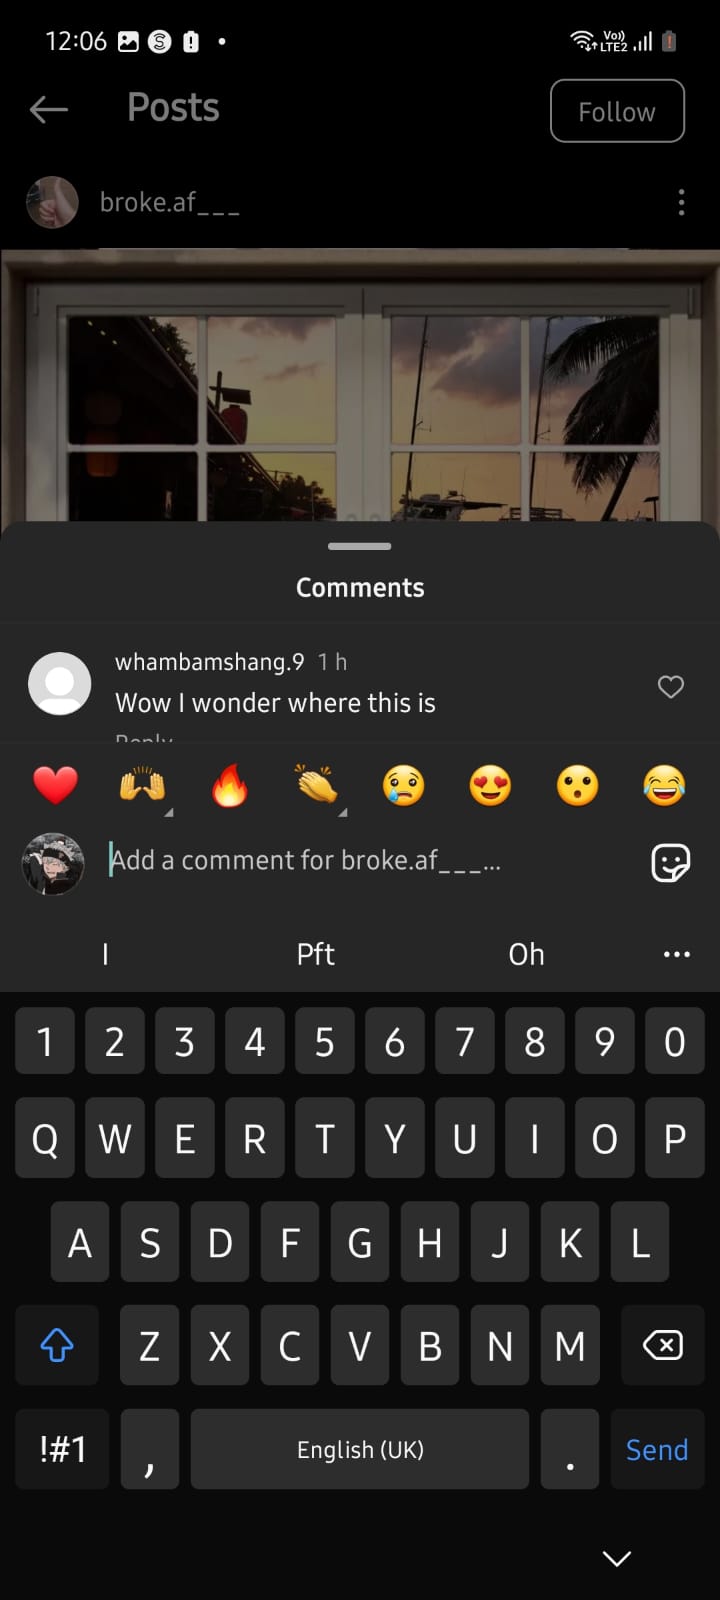 12:06 Vo) LTE2
Posts Follow
broke.af___
Comments
whambamshang.9 1 h
Wow I wonder where this is
Reply
Add a comment for broke.af___...
I Pft Oh
1 2 3 4 5 6 7 8 9 0
Q W E R T Y U I O P
A S D F G H J K L
Z X C V B N M
!#1 , English (UK) . Send